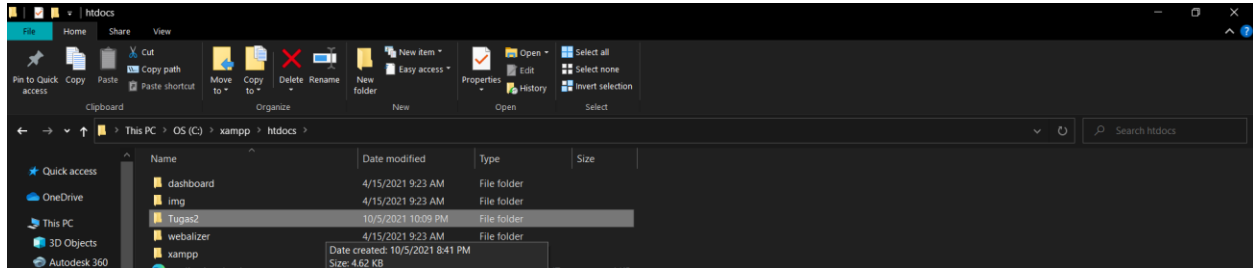 htdocs
File Home Share View
Pin to Quick access
Copy
Paste
Cut
Copy path
Paste shortcut
Clipboard
Move to
Copy to
Delete
Rename
Organize
New folder
New item
Easy access
New
Properties
Open
Edit
History
Open
Select all
Select none
Invert selection
Select
This PC > OS (C:) > xampp > htdocs >
Search htdocs
Quick access
OneDrive
This PC
3D Objects
Autodesk 360
Name Date modified Type Size
dashboard 4/15/2021 9:23 AM File folder
img 4/15/2021 9:23 AM File folder
Tugas2 10/5/2021 10:09 PM File folder
webalizer 4/15/2021 9:23 AM File folder
xampp
Date created: 10/5/2021 8:41 PM
Size: 4.62 KB